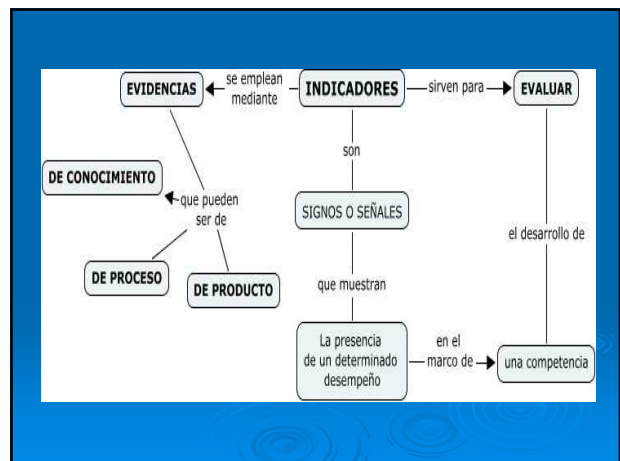 EVIDENCIAS
se emplean
mediante
INDICADORES
sirven para
EVALUAR
son
DE CONOCIMIENTO
que pueden
ser de
SIGNOS O SEÑALES
el desarrollo de
DE PROCESO
DE PRODUCTO
que muestran
La presencia
de un determinado
desempeño
en el
marco de
una competencia